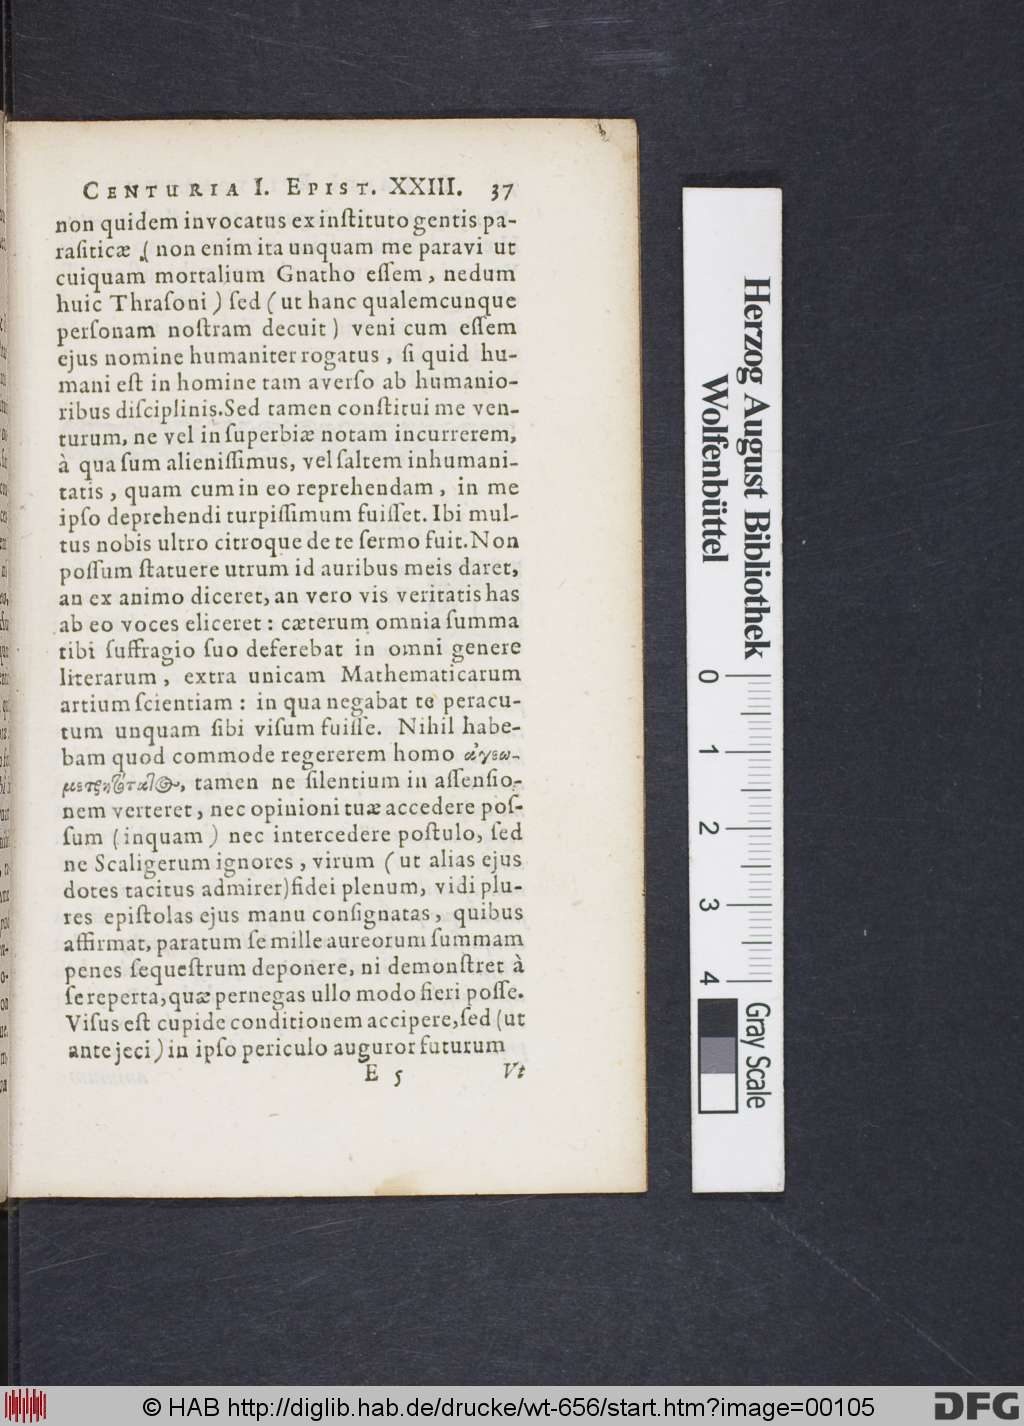 CENTURIA I. EPIST. XXIII. 37
non quidem invocatus ex inſtituto gentis pa-
raſiticæ ( non enim ita unquam me paravi ut
cuiquam mortalium Gnatho eſſem, nedum
huic Thraſoni ) ſed ( ut hanc qualemcunque
perſonam noſtram decuit ) veni cum eſſem
ejus nomine humaniter rogatus, ſi quid hu-
mani eſt in homine tam averſo ab humanio-
ribus diſciplinis. Sed tamen conſtitui me ven-
turum, ne vel in ſuperbiæ notam incurrerem,
à qua ſum alieniſſimus, vel ſaltem inhumani-
tatis, quam cum in eo reprehendam, in me
ipſo deprehendi turpiſſimum fuiſſet. Ibi mul-
tus nobis ultro citroque de te ſermo fuit. Non
poſſum ſtatuere utrum id auribus meis daret,
an ex animo diceret, an vero vis veritatis has
ab eo voces eliceret : cæterum omnia ſumma
tibi ſuffragio ſuo deferebat in omni genere
literarum, extra unicam Mathematicarum
artium ſcientiam : in qua negabat te peracu-
tum unquam ſibi viſum fuiſſe. Nihil habe-
bam quod commode regererem homo ἀγεω-
tamen ne ſilentium in aſſenſio-
nem verteret, nec opinioni tuæ accedere poſ-
ſum ( inquam ) nec intercedere poſtulo, ſed
ne Scaligerum ignores, virum ( ut alias ejus
dotes tacitus admirer) fidei plenum, vidi plu-
res epiſtolas ejus manu conſignatas, quibus
affirmat, paratum ſe mille aureorum ſummam
penes ſequeſtrum deponere, ni demonſtret à
ſe reperta, quæ pernegas ullo modo fieri poſſe.
Viſus eſt cupide conditionem accipere, ſed (ut
ante jeci ) in ipſo periculo auguror futurum
E 5 Vt
Herzog August Bibliothek
Wolfenbüttel
0 1 2 3 4
Gray Scale
© HAB http://diglib.hab.de/drucke/wt-656/start.htm?image=00105
DFG